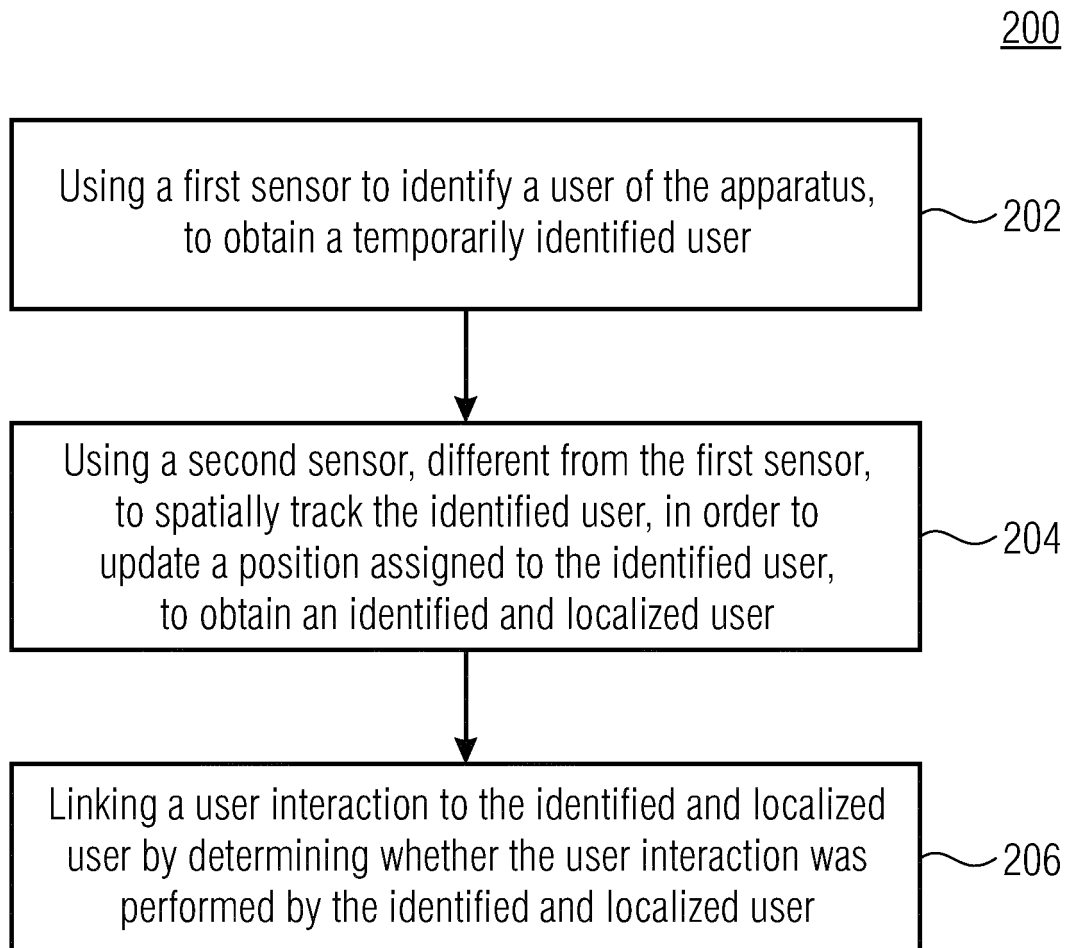 200
Using a first sensor to identify a user of the apparatus,
to obtain a temporarily identified user
202
Using a second sensor, different from the first sensor,
to spatially track the identified user, in order to
update a position assigned to the identified user,
to obtain an identified and localized user
204
Linking a user interaction to the identified and localized
user by determining whether the user interaction was
performed by the identified and localized user
206